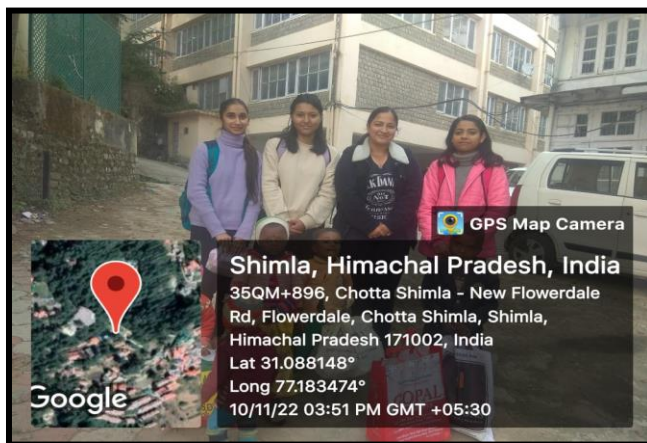 GPS Map Camera
Shimla, Himachal Pradesh, India
35QM+896, Chotta Shimla - New Flowerdale
Rd, Flowerdale, Chotta Shimla, Shimla,
Himachal Pradesh 171002, India
Lat 31.088148°
Long 77.183474°
10/11/22 03:51 PM GMT +05:30
Google